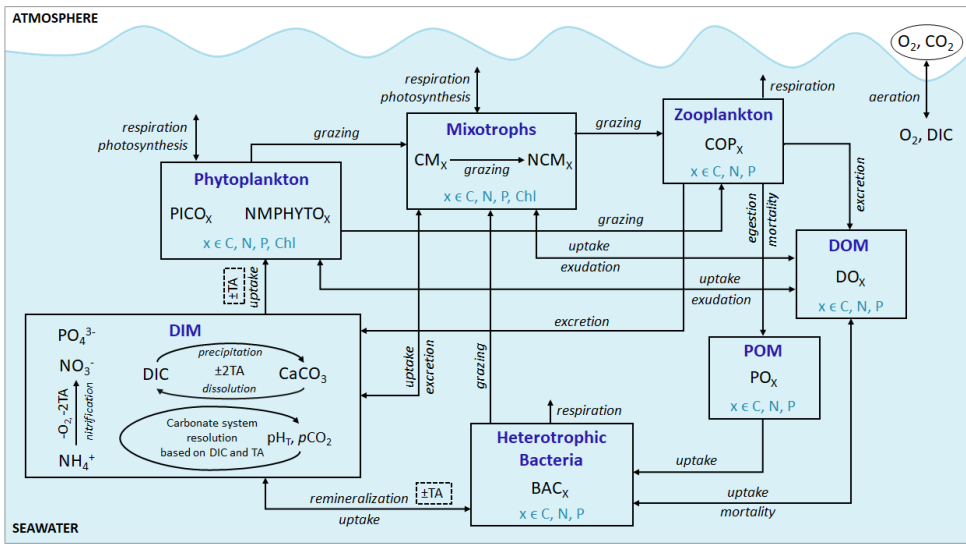 ATMOSPHERE
O₂, CO₂
aeration
O₂, DIC
respiration
photosynthesis
respiration
photosynthesis
respiration
grazing
grazing
Phytoplankton
PICOₓ NMPHYTOₓ
x ∈ C, N, P, Chl
Mixotrophs
CMₓ grazing NCMₓ
x ∈ C, N, P, Chl
Zooplankton
COPₓ
x ∈ C, N, P
grazing
egestion
mortality
excretion
uptake
exudation
uptake
exudation
DOM
DOₓ
x ∈ C, N, P
±TA
uptake
excretion
uptake
excretion
grazing
DIM
PO₄³⁻
NO₃⁻
-O₂, -2TA
nitrification
NH₄⁺
precipitation
DIC ±2TA CaCO₃
dissolution
Carbonate system
resolution
based on DIC and TA
pH_T, pCO₂
POM
POₓ
x ∈ C, N, P
respiration
Heterotrophic
Bacteria
BACₓ
x ∈ C, N, P
uptake
uptake
mortality
remineralization ±TA
uptake
SEAWATER